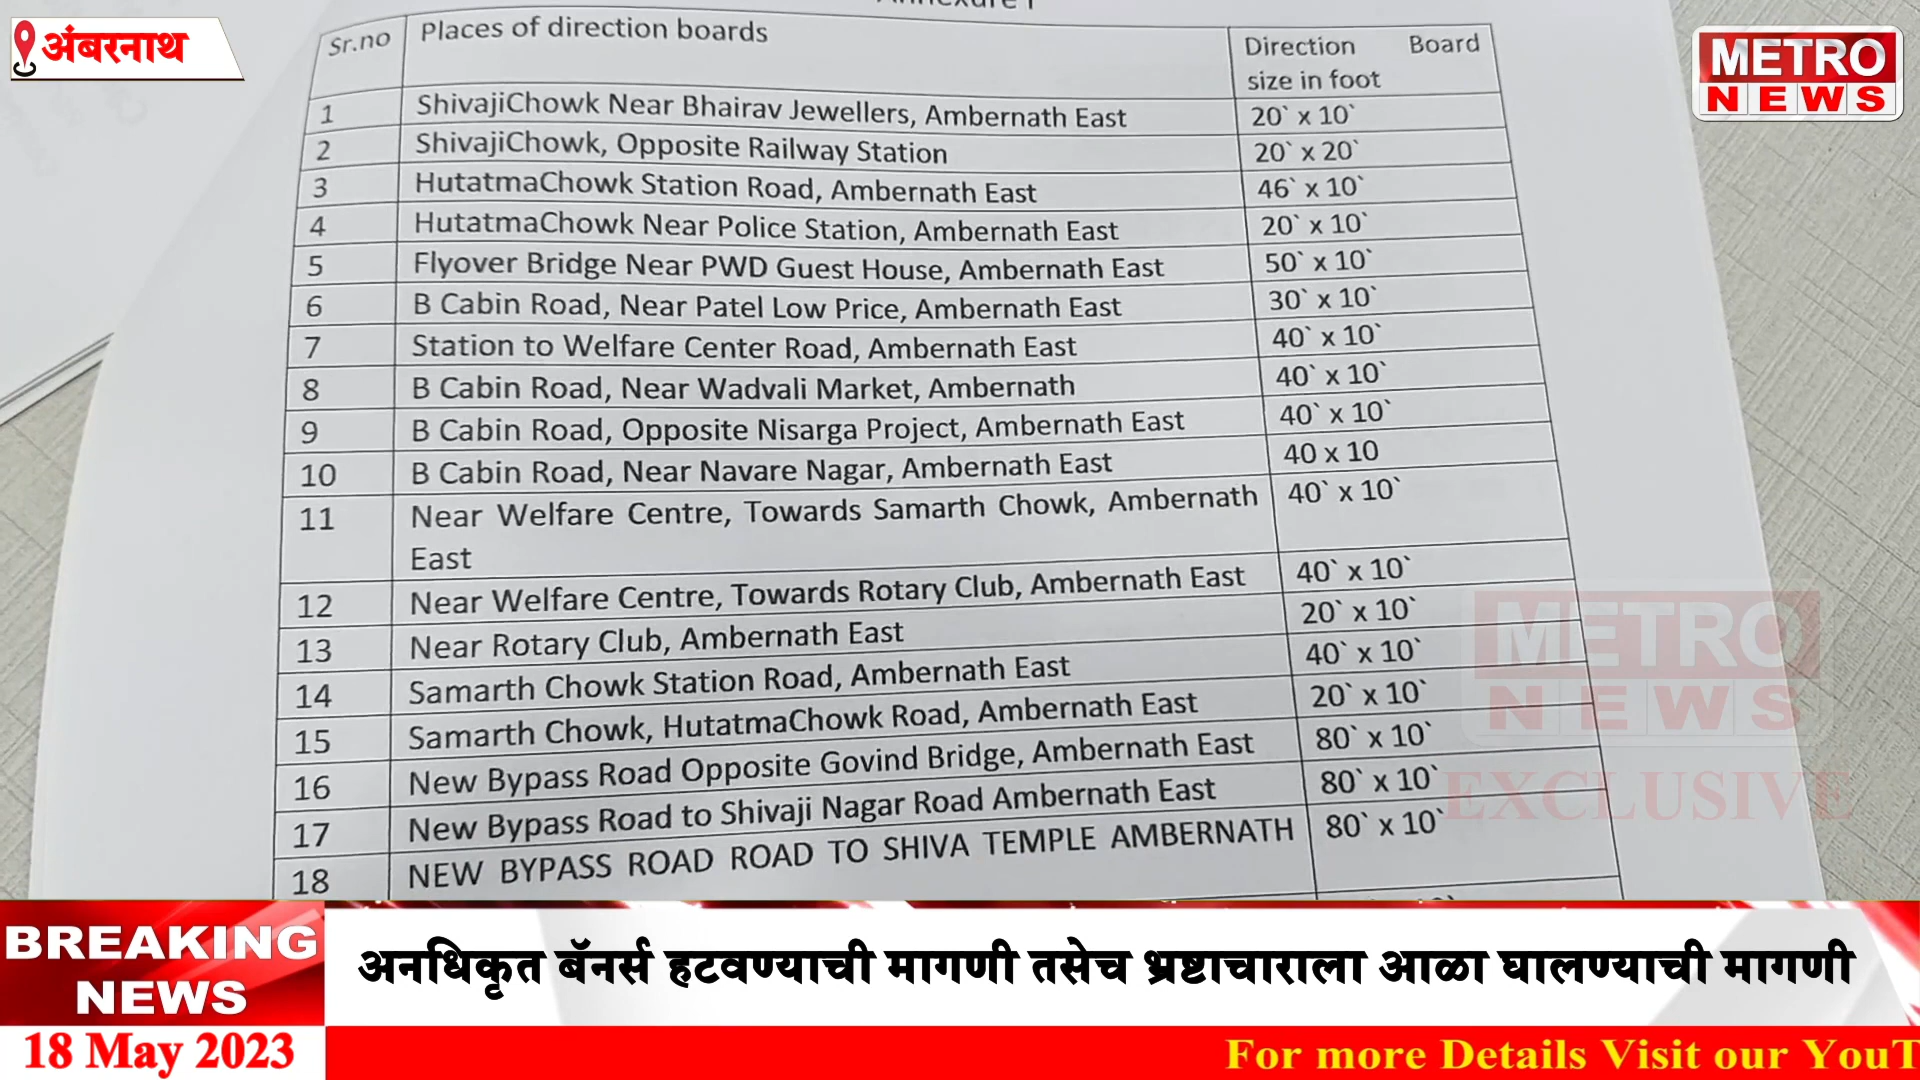 अंबरनाथ
METRO
NEWS
Sr.no Places of direction boards Direction Board
size in foot
1 ShivajiChowk Near Bhairav Jewellers, Ambernath East 20` x 10`
2 ShivajiChowk, Opposite Railway Station 20` x 20`
3 HutatmaChowk Station Road, Ambernath East 46` x 10`
4 HutatmaChowk Near Police Station, Ambernath East 20` x 10`
5 Flyover Bridge Near PWD Guest House, Ambernath East 50` x 10`
6 B Cabin Road, Near Patel Low Price, Ambernath East 30` x 10`
7 Station to Welfare Center Road, Ambernath East 40` x 10`
8 B Cabin Road, Near Wadvali Market, Ambernath 40` x 10`
9 B Cabin Road, Opposite Nisarga Project, Ambernath East 40` x 10`
10 B Cabin Road, Near Navare Nagar, Ambernath East 40 x 10
11 Near Welfare Centre, Towards Samarth Chowk, Ambernath 40` x 10`
East
12 Near Welfare Centre, Towards Rotary Club, Ambernath East 40` x 10`
13 Near Rotary Club, Ambernath East 20` x 10`
14 Samarth Chowk Station Road, Ambernath East 40` x 10`
15 Samarth Chowk, HutatmaChowk Road, Ambernath East 20` x 10`
16 New Bypass Road Opposite Govind Bridge, Ambernath East 80` x 10`
17 New Bypass Road to Shivaji Nagar Road Ambernath East 80` x 10`
18 NEW BYPASS ROAD ROAD TO SHIVA TEMPLE AMBERNATH 80` x 10`
METRO
NEWS
EXCLUSIVE
BREAKING
NEWS
अनधिकृत बॅनर्स हटवण्याची मागणी तसेच भ्रष्टाचाराला आळा घालण्याची मागणी
18 May 2023
For more Details Visit our YouT